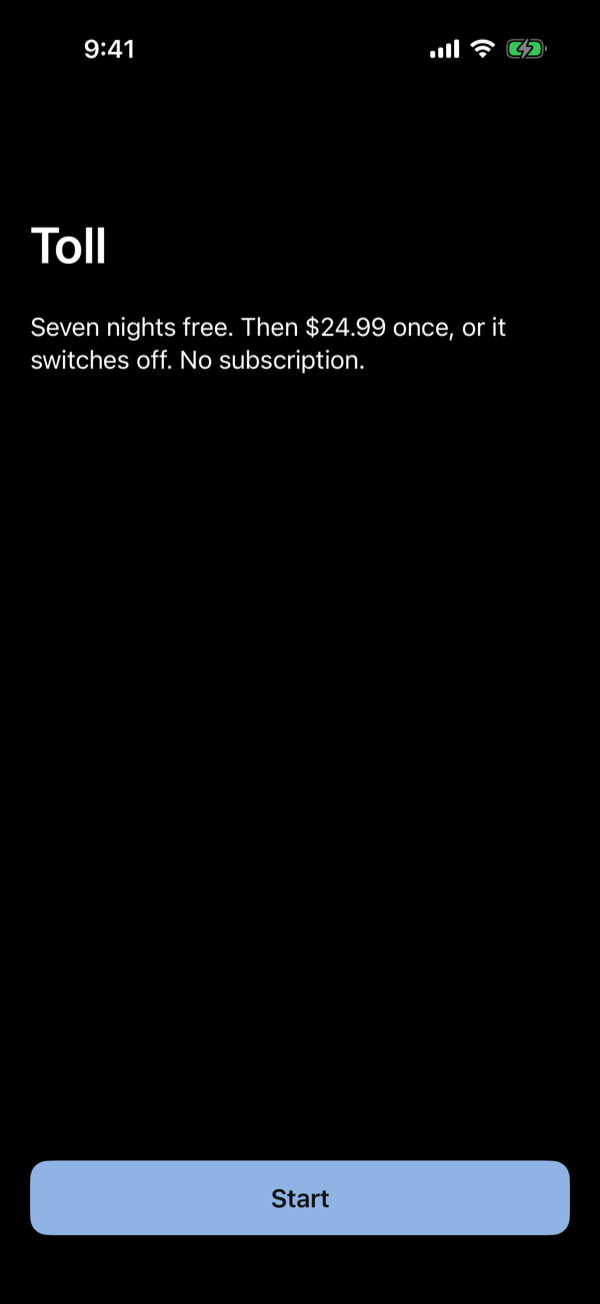 9:41
Toll
Seven nights free. Then $24.99 once, or it
switches off. No subscription.
Start